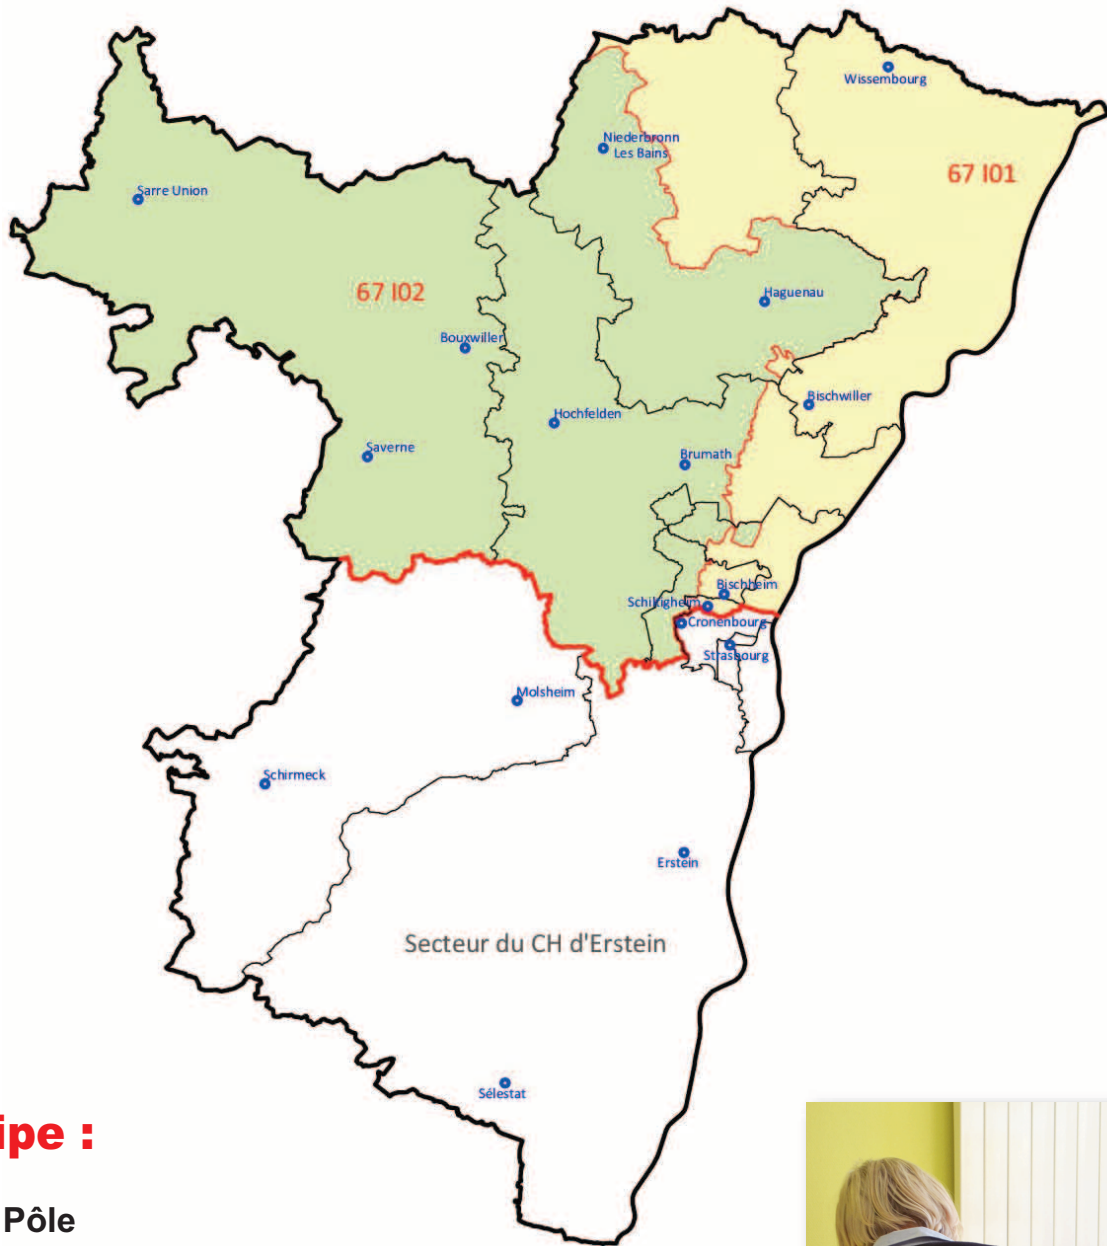 Wissembourg
Niederbronn
Les Bains
67 I01
Sarre Union
67 I02
Haguenau
Bouxwiller
Bischwiller
Hochfelden
Saverne
Brumath
Bischheim
Schiltigheim
Cronenbourg
Strasbourg
Molsheim
Schirmeck
Erstein
Secteur du CH d'Erstein
Sélestat
ipe :
Pôle